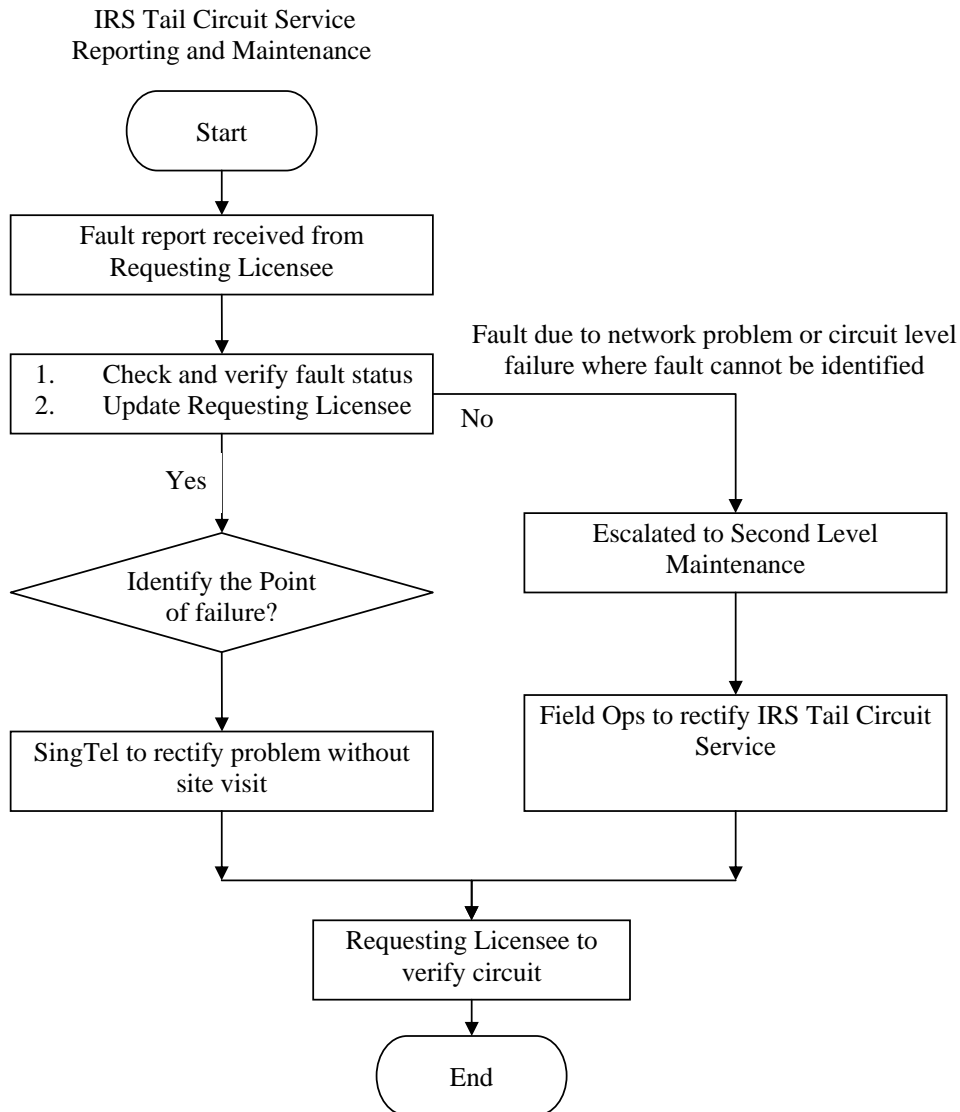 IRS Tail Circuit Service
Reporting and Maintenance
Start
Fault report received from
Requesting Licensee
Fault due to network problem or circuit level
failure where fault cannot be identified
1. Check and verify fault status
2. Update Requesting Licensee
No
Yes
Escalated to Second Level
Maintenance
Identify the Point
of failure?
Field Ops to rectify IRS Tail Circuit
Service
SingTel to rectify problem without
site visit
Requesting Licensee to
verify circuit
End